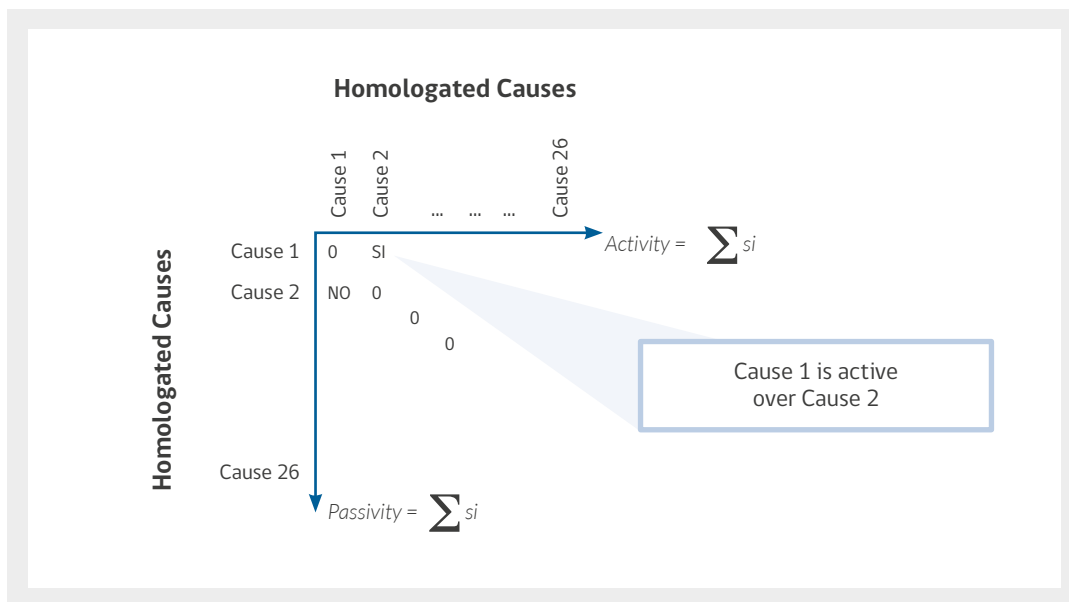 Homologated Causes
Cause 1
Cause 2
... ... ...
Cause 26
Activity = ∑ si
Homologated Causes
Cause 1 0 SI
Cause 2 NO 0
0
0
Cause 1 is active
over Cause 2
Cause 26
Passivity = ∑ si